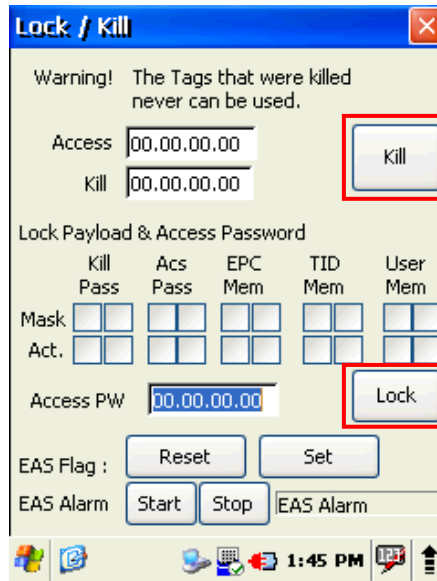 Lock / Kill
Warning! The Tags that were killed
never can be used.
Access 00.00.00.00
Kill 00.00.00.00
Kill
Lock Payload & Access Password
Kill Acs EPC TID User
Pass Pass Mem Mem Mem
Mask
Act.
Access PW 00.00.00.00 Lock
EAS Flag : Reset Set
EAS Alarm Start Stop EAS Alarm
1:45 PM 123